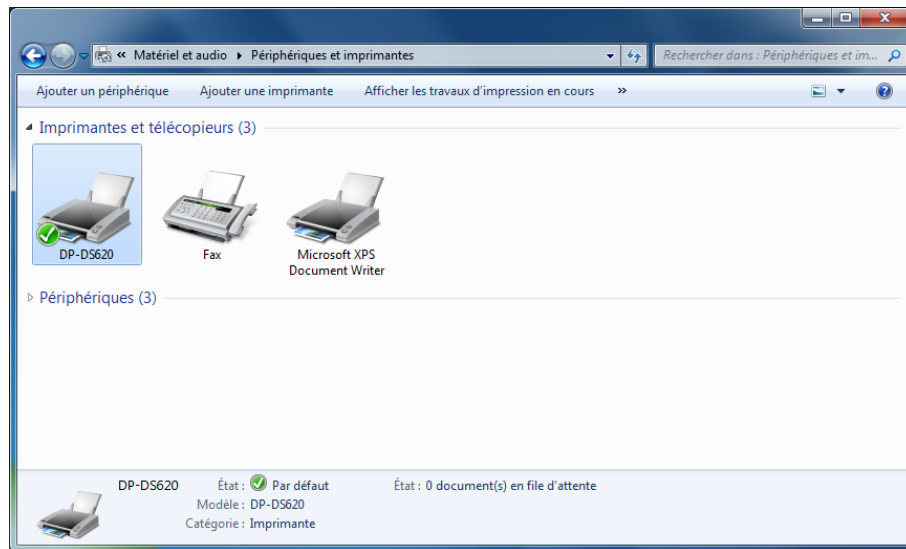 « Matériel et audio ▸ Périphériques et imprimantes
Rechercher dans : Périphériques et im...
Ajouter un périphérique Ajouter une imprimante Afficher les travaux d'impression en cours »
Imprimantes et télécopieurs (3)
DP-DS620 Fax Microsoft XPS
Document Writer
Périphériques (3)
DP-DS620 État : Par défaut État : 0 document(s) en file d'attente
Modèle : DP-DS620
Catégorie : Imprimante